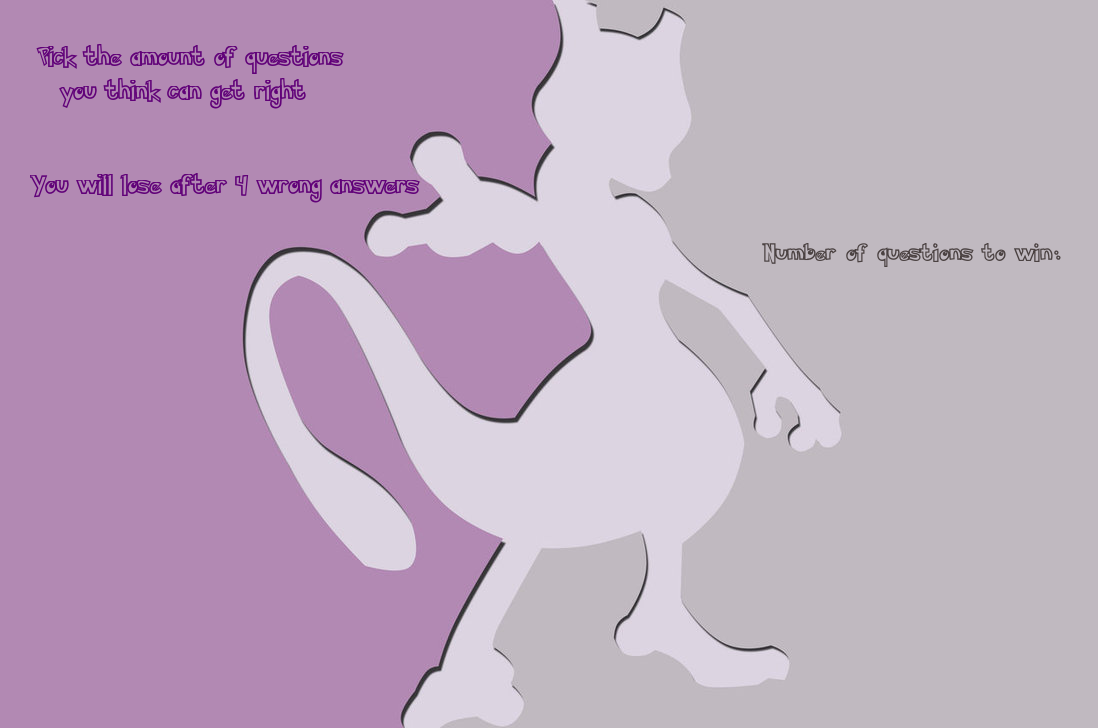 Pick the amount of questions
you think can get right
You will lose after 4 wrong answers
Number of questions to win: